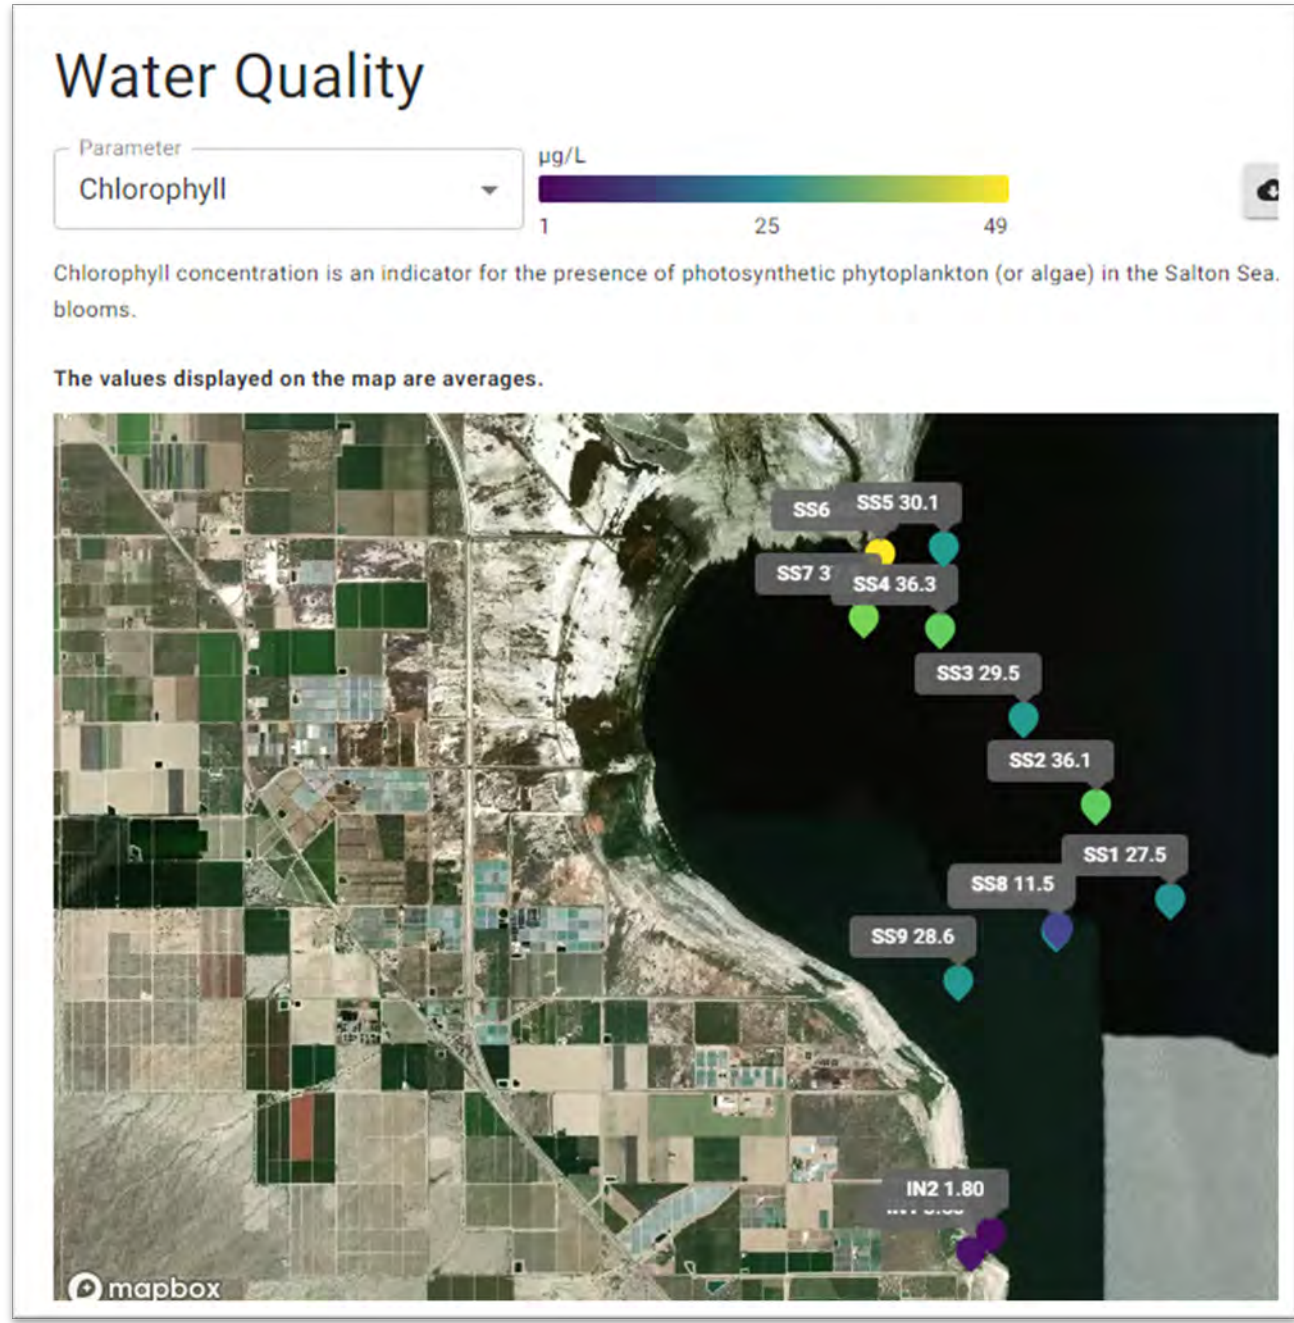 Water Quality
Parameter
Chlorophyll
µg/L
1 25 49
Chlorophyll concentration is an indicator for the presence of photosynthetic phytoplankton (or algae) in the Salton Sea.
blooms.
The values displayed on the map are averages.
SS6
SS5 30.1
SS7
SS4 36.3
SS3 29.5
SS2 36.1
SS1 27.5
SS8 11.5
SS9 28.6
IN2 1.80
mapbox